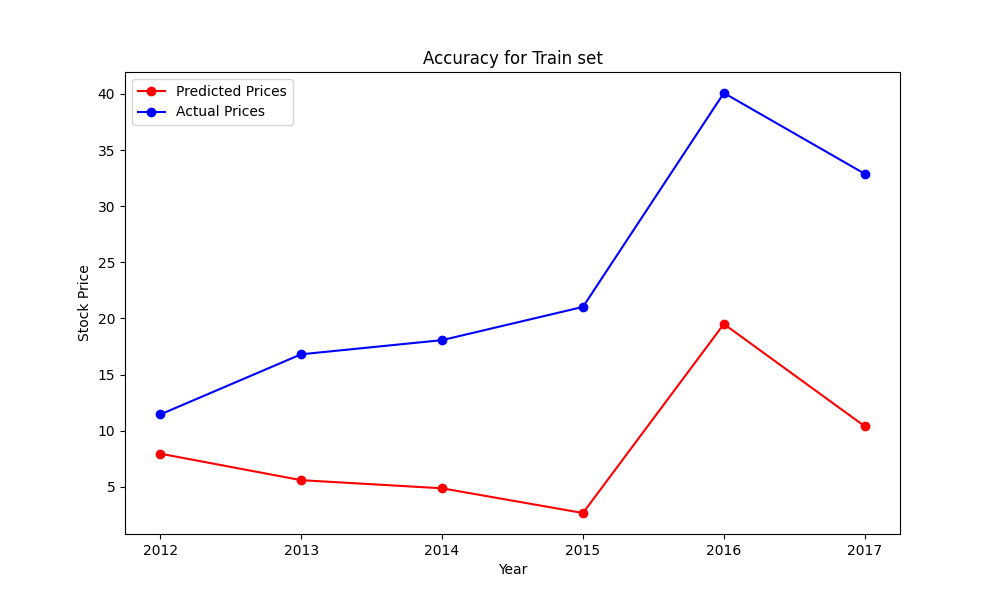 Accuracy for Train set
Predicted Prices
Actual Prices
40
35
30
25
20
15
10
5
Stock Price
2012 2013 2014 2015 2016 2017
Year